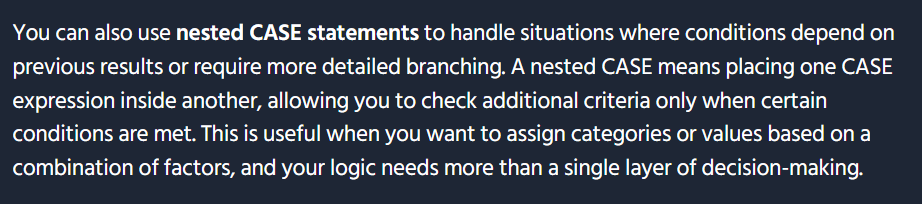 You can also use nested CASE statements to handle situations where conditions depend on
previous results or require more detailed branching. A nested CASE means placing one CASE
expression inside another, allowing you to check additional criteria only when certain
conditions are met. This is useful when you want to assign categories or values based on a
combination of factors, and your logic needs more than a single layer of decision-making.